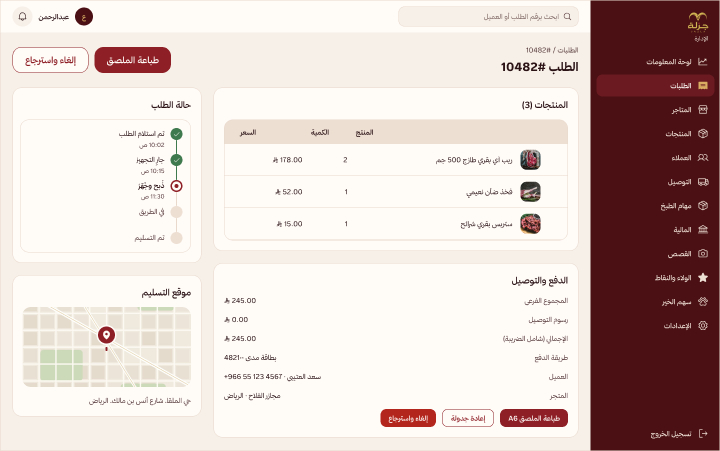 جزلة
الإدارة
لوحة المعلومات
الطلبات
المتاجر
المنتجات
العملاء
التوصيل
مهام الطبخ
المالية
القصص
الولاء والنقاط
سهم الخير
الإعدادات
تسجيل الخروج
ابحث برقم الطلب أو العميل
ع
عبدالرحمن
الطلبات / #10482
الطلب #10482
طباعة الملصق
إلغاء واسترجاع
المنتجات (3)
المنتج الكمية السعر
ريب آي بقري طازج 500 جم 2 178.00
فخذ ضأن نعيمي 1 52.00
ستربس بقري شرائح 1 15.00
الدفع والتوصيل
المجموع الفرعي 245.00
رسوم التوصيل 0.00
الإجمالي (شامل الضريبة) 245.00
طريقة الدفع بطاقة مدى ··4821
العميل سعد العتيبي · ‎+966 55 123 4567
المتجر مجازر الفلاح · الرياض
طباعة الملصق A6
إعادة جدولة
إلغاء واسترجاع
حالة الطلب
تم استلام الطلب
10:02 ص
جارٍ التجهيز
10:15 ص
ذُبح وجُهّز
11:30 ص
في الطريق
تم التسليم
موقع التسليم
حي الملقا، شارع أنس بن مالك، الرياض